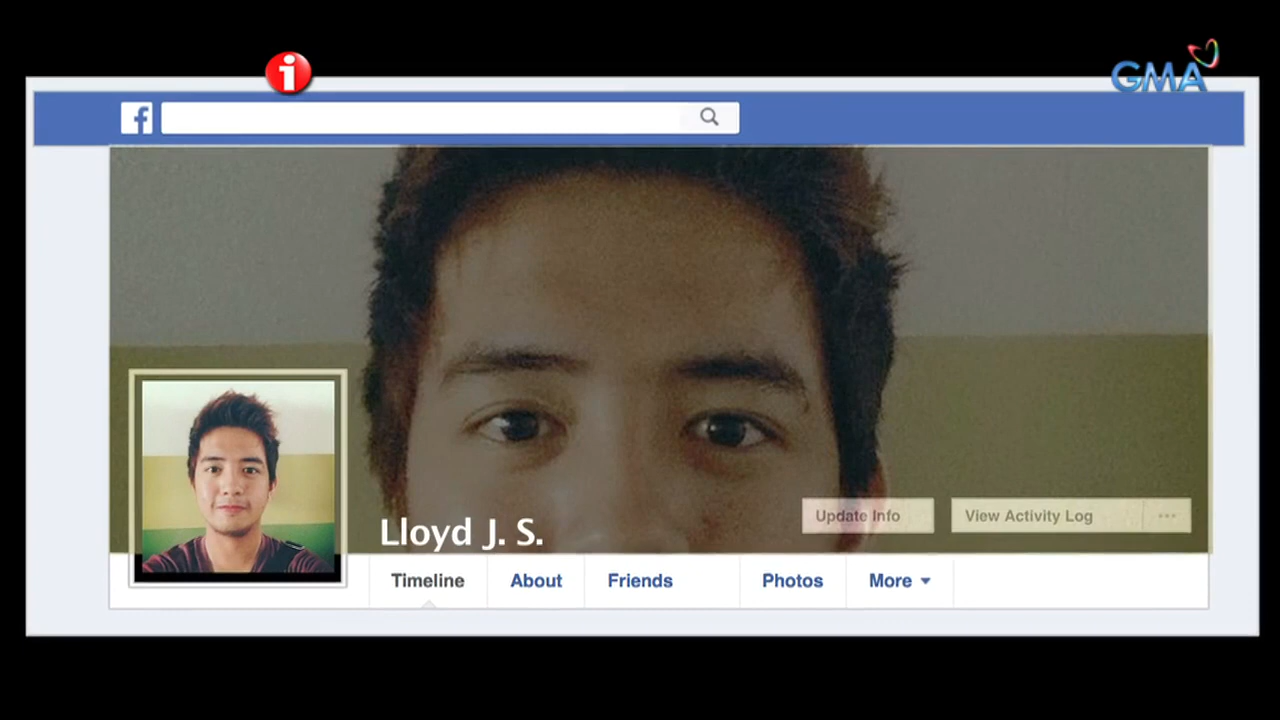 i
GMA
f
Lloyd J. S.
Update Info
View Activity Log ...
Timeline
About
Friends
Photos
More